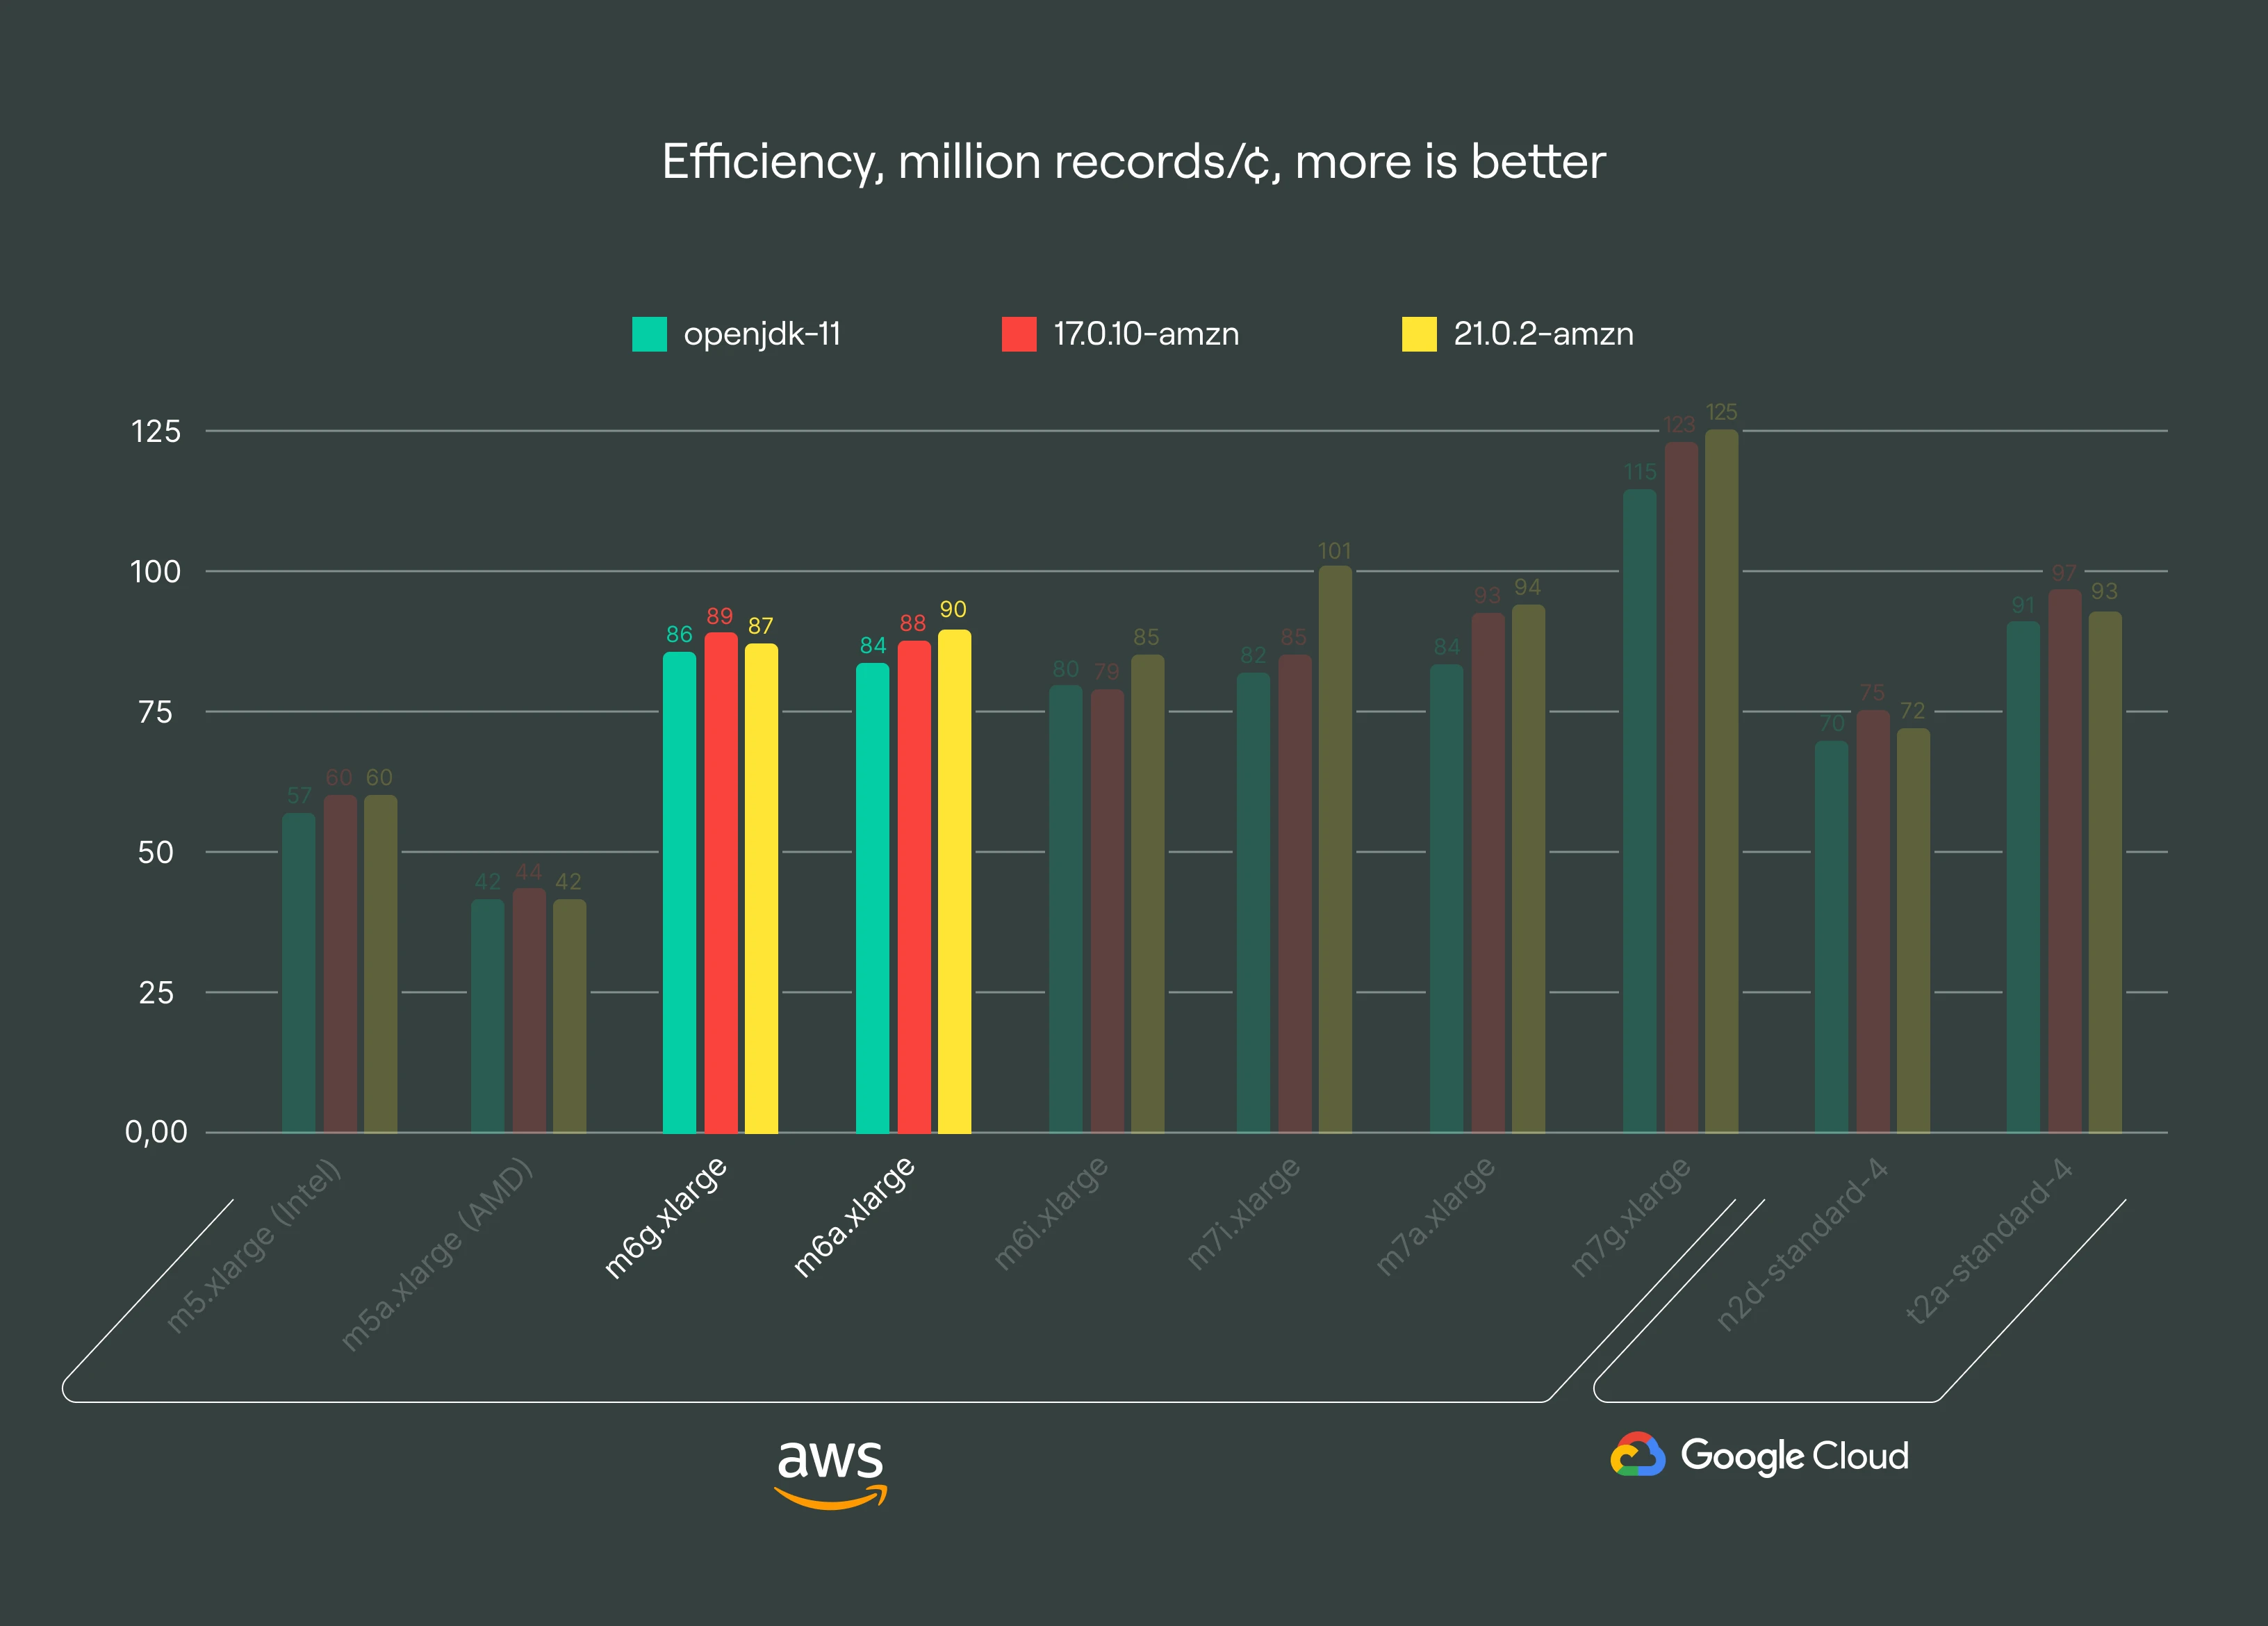 Efficiency, million records/¢, more is better
openjdk-11
17.0.10-amzn
21.0.2-amzn
125
100
75
50
25
0,00
57
60
60
42
44
42
86
89
87
84
88
90
80
79
85
82
85
101
84
93
94
115
123
125
70
75
72
91
97
93
m5.xlarge (Intel)
m5a.xlarge (AMD)
m6g.xlarge
m6a.xlarge
m6i.xlarge
m7i.xlarge
m7a.xlarge
m7g.xlarge
n2d-standard-4
t2a-standard-4
aws
Google Cloud